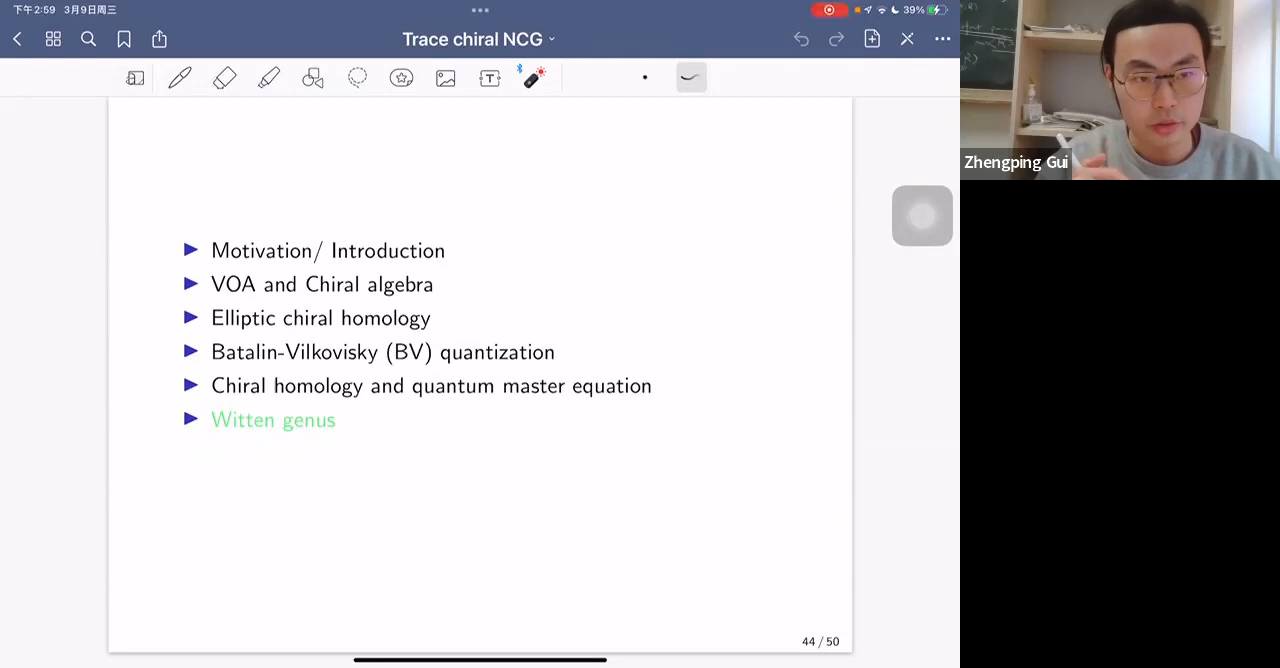 下午2:59 3月9日周三
39%
Trace chiral NCG
Motivation/ Introduction
VOA and Chiral algebra
Elliptic chiral homology
Batalin-Vilkovisky (BV) quantization
Chiral homology and quantum master equation
Witten genus
44 / 50
Zhengping Gui